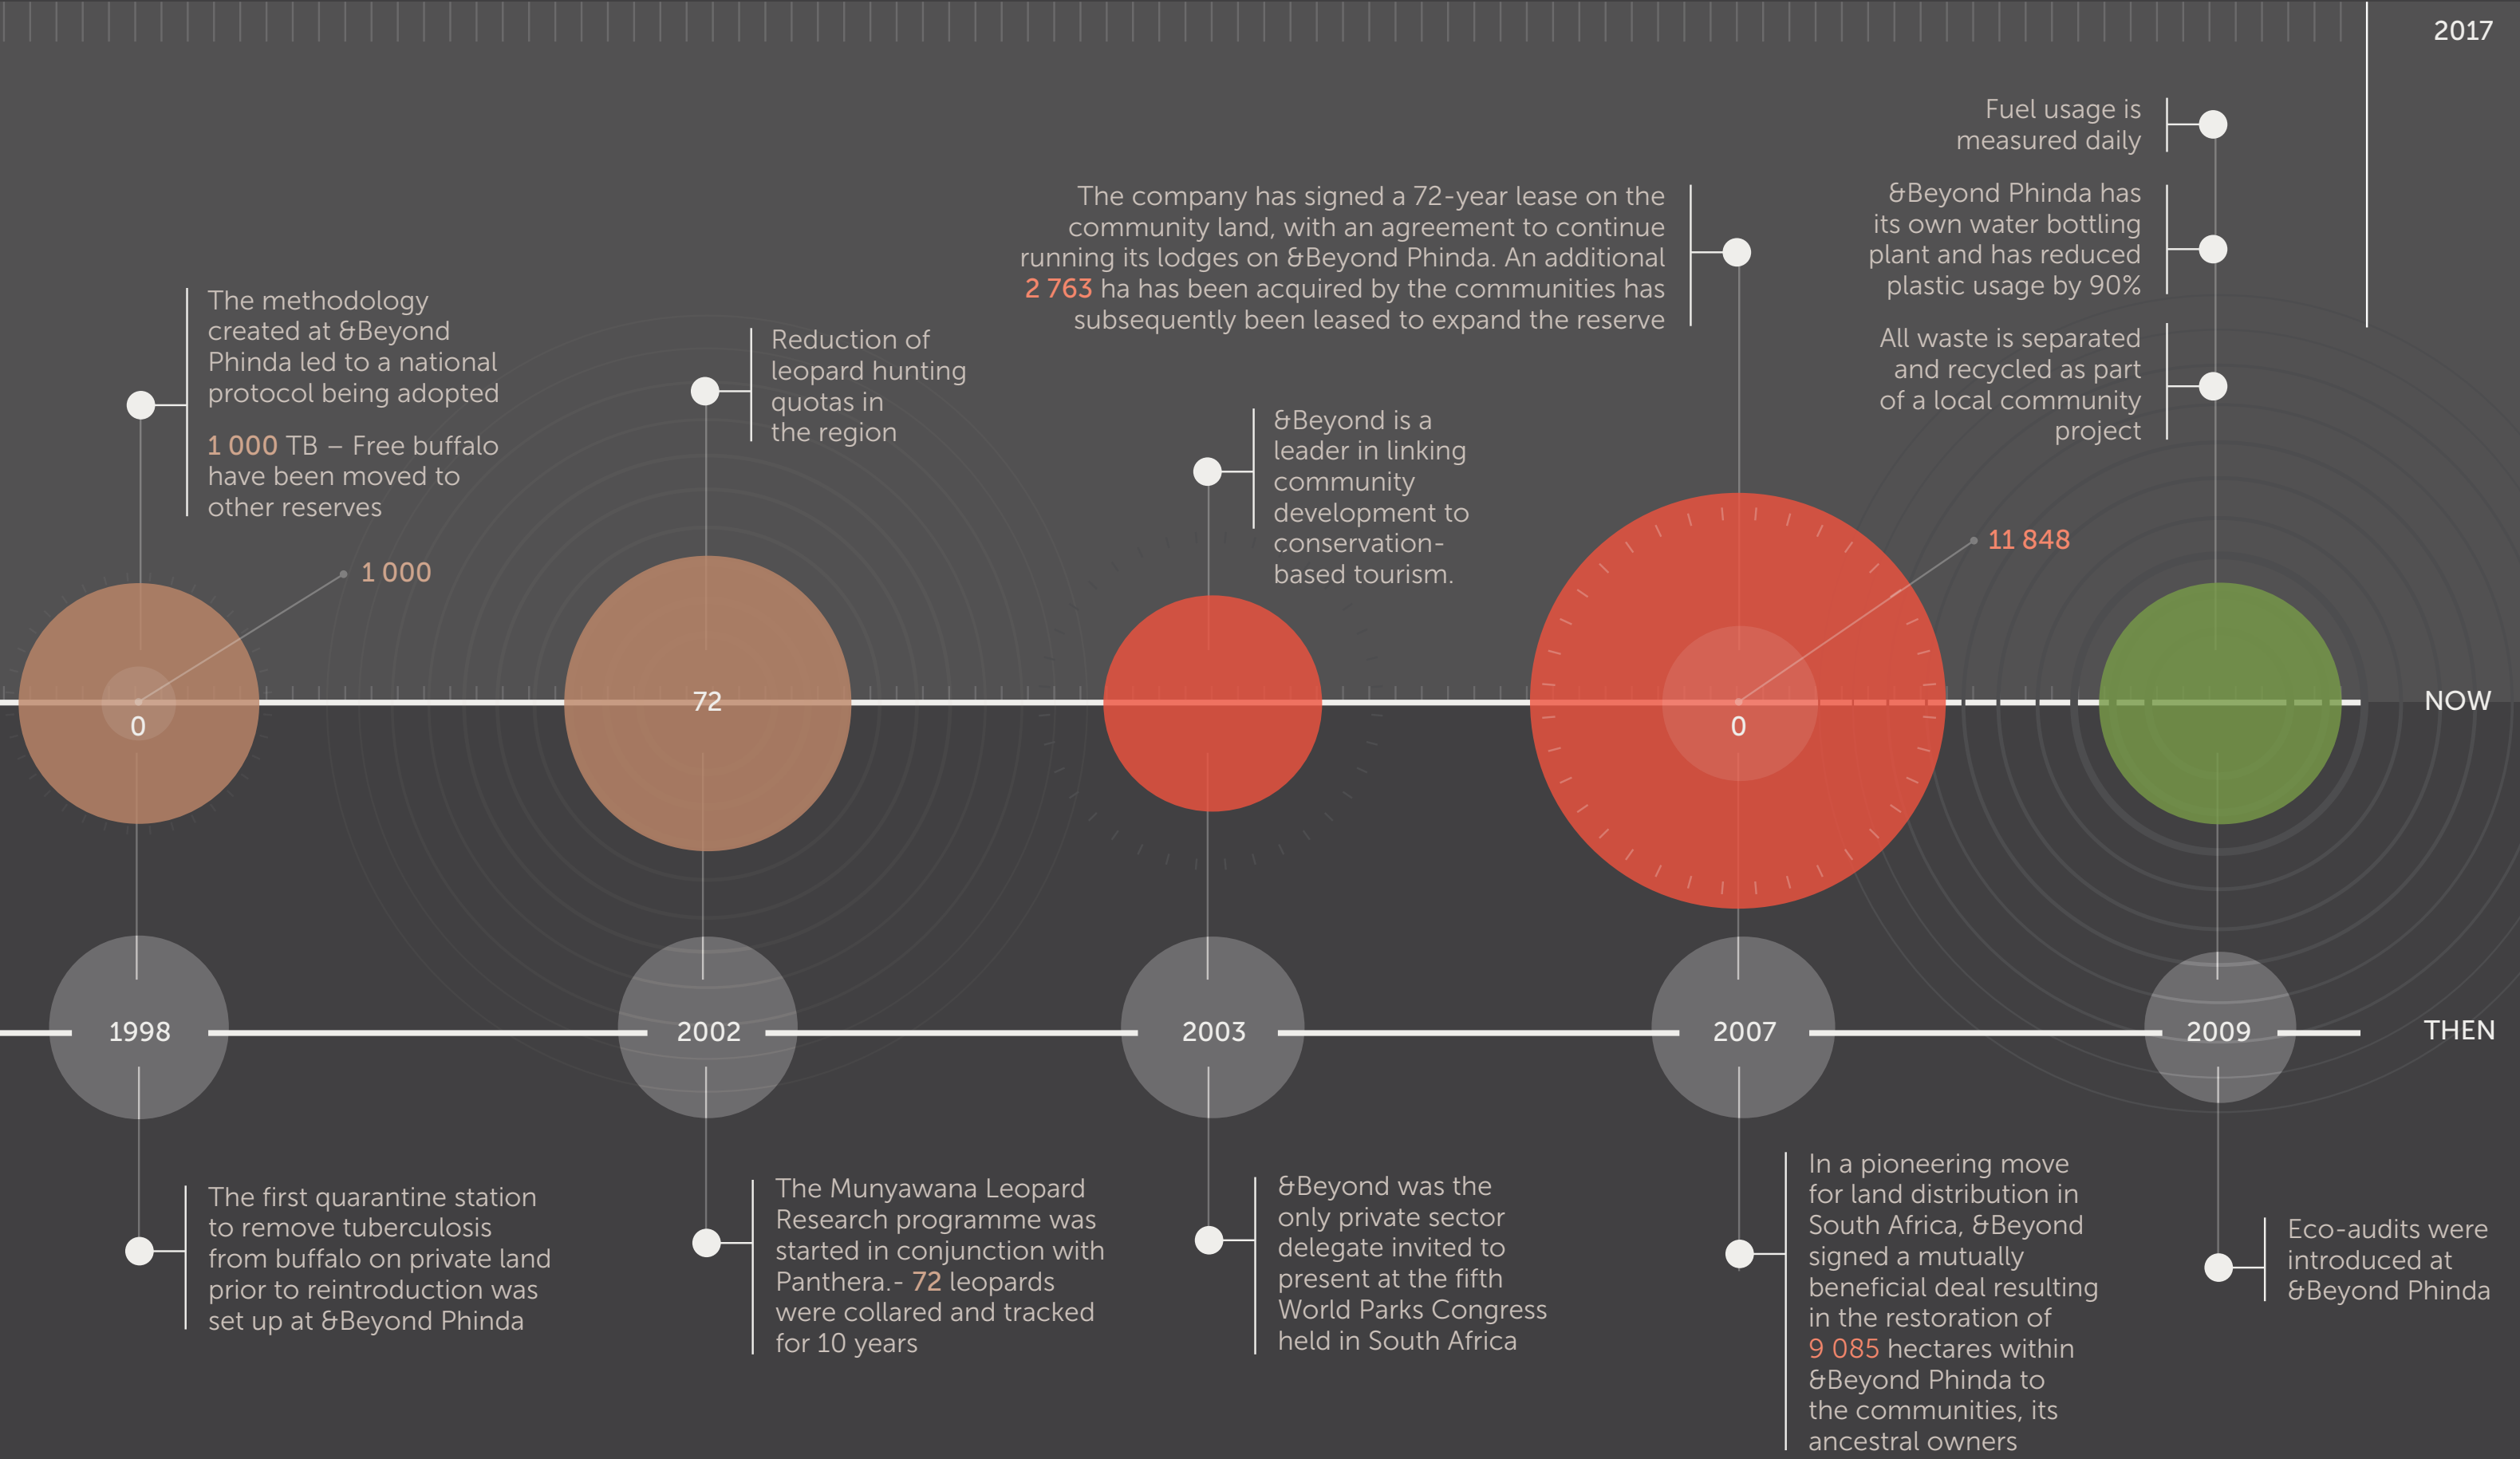 2017
The methodology
created at &Beyond
Phinda led to a national
protocol being adopted
1 000 TB – Free buffalo
have been moved to
other reserves
1 000
0
Reduction of
leopard hunting
quotas in
the region
72
&Beyond is a
leader in linking
community
development to
conservation-
based tourism.
The company has signed a 72-year lease on the
community land, with an agreement to continue
running its lodges on &Beyond Phinda. An additional
2 763 ha has been acquired by the communities has
subsequently been leased to expand the reserve
11 848
0
Fuel usage is
measured daily
&Beyond Phinda has
its own water bottling
plant and has reduced
plastic usage by 90%
All waste is separated
and recycled as part
of a local community
project
NOW
1998
2002
2003
2007
2009
THEN
The first quarantine station
to remove tuberculosis
from buffalo on private land
prior to reintroduction was
set up at &Beyond Phinda
The Munyawana Leopard
Research programme was
started in conjunction with
Panthera.- 72 leopards
were collared and tracked
for 10 years
&Beyond was the
only private sector
delegate invited to
present at the fifth
World Parks Congress
held in South Africa
In a pioneering move
for land distribution in
South Africa, &Beyond
signed a mutually
beneficial deal resulting
in the restoration of
9 085 hectares within
&Beyond Phinda to
the communities, its
ancestral owners
Eco-audits were
introduced at
&Beyond Phinda